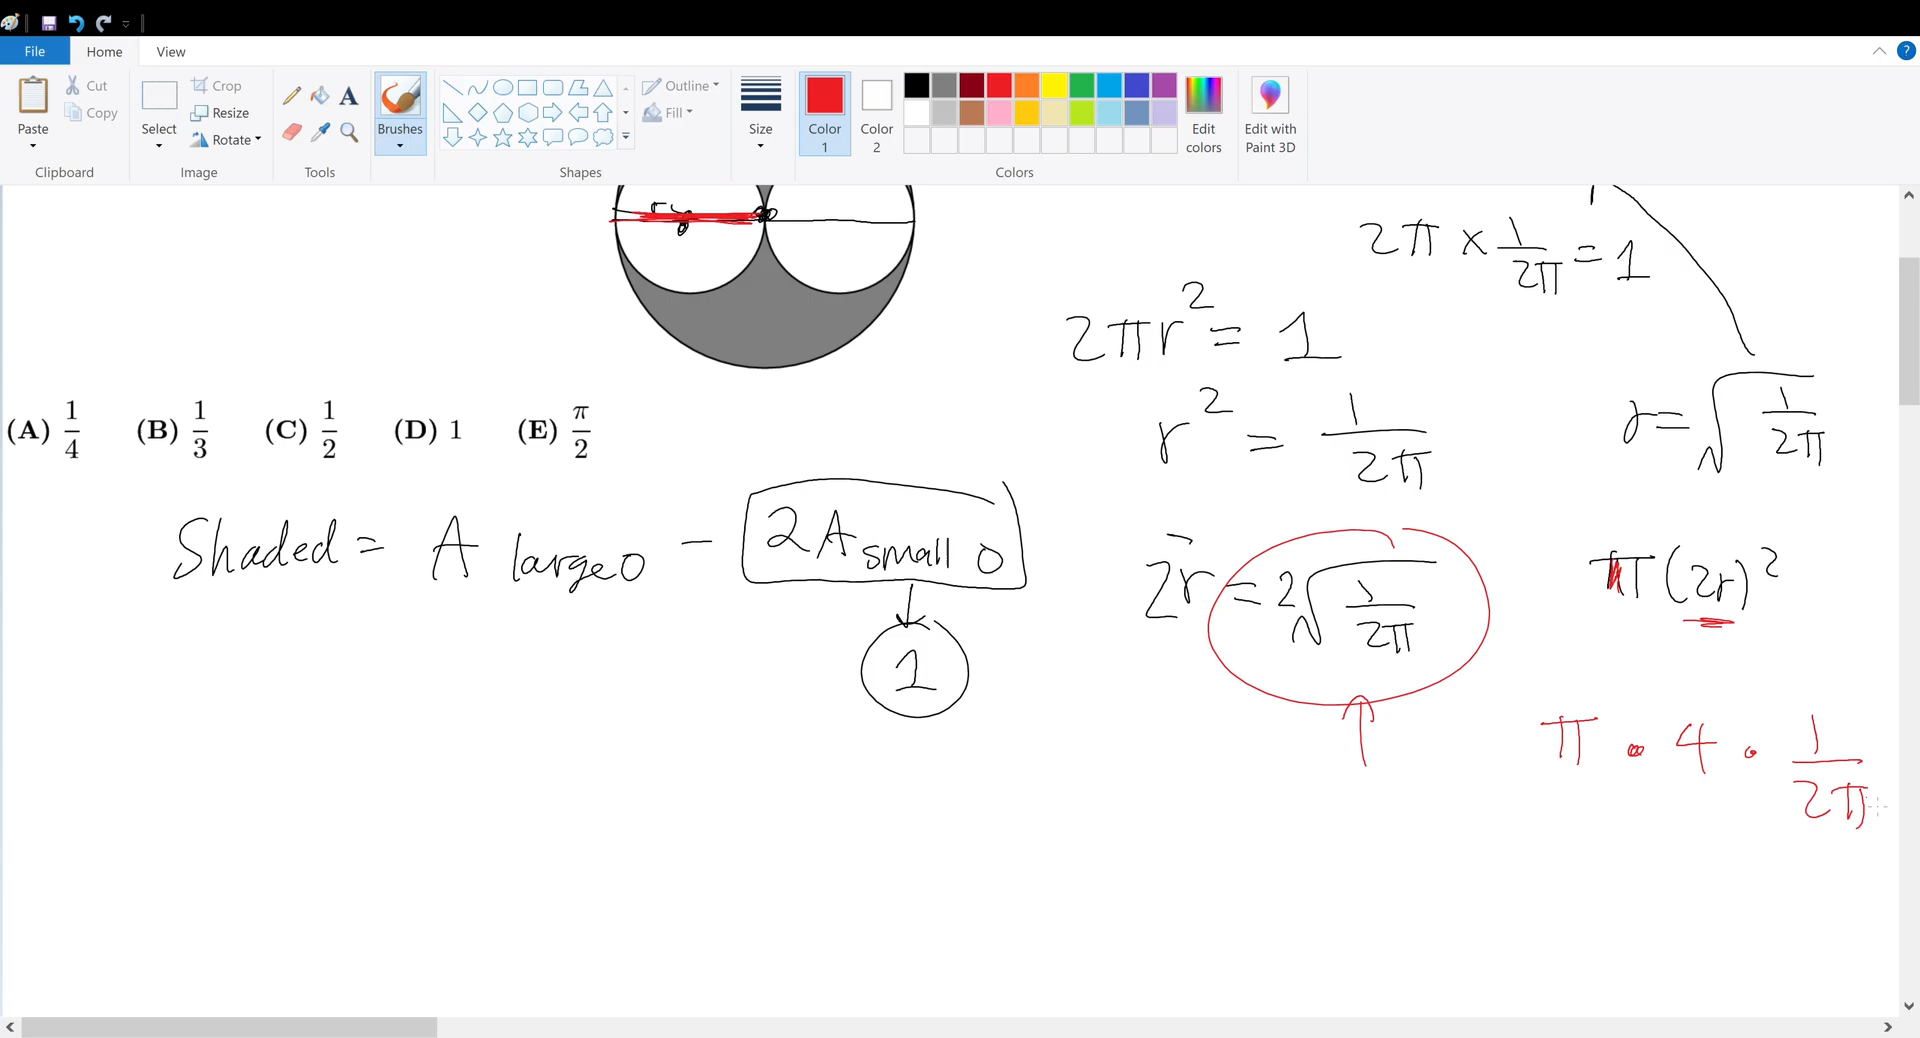 File Home View
Paste
Cut
Copy
Clipboard
Select
Crop
Resize
Rotate
Image
Tools
Brushes
Shapes
Outline
Fill
Size
Color 1
Color 2
Edit colors
Edit with Paint 3D
Colors
r
2π × 1/2π = 1
2πr² = 1
r² = 1/2π
r = √(1/2π)
(A) 1/4 (B) 1/3 (C) 1/2 (D) 1 (E) π/2
Shaded = A large o − 2A small o
1
2r = 2√(1/2π)
π(2r)²
π · 4 · 1/2π